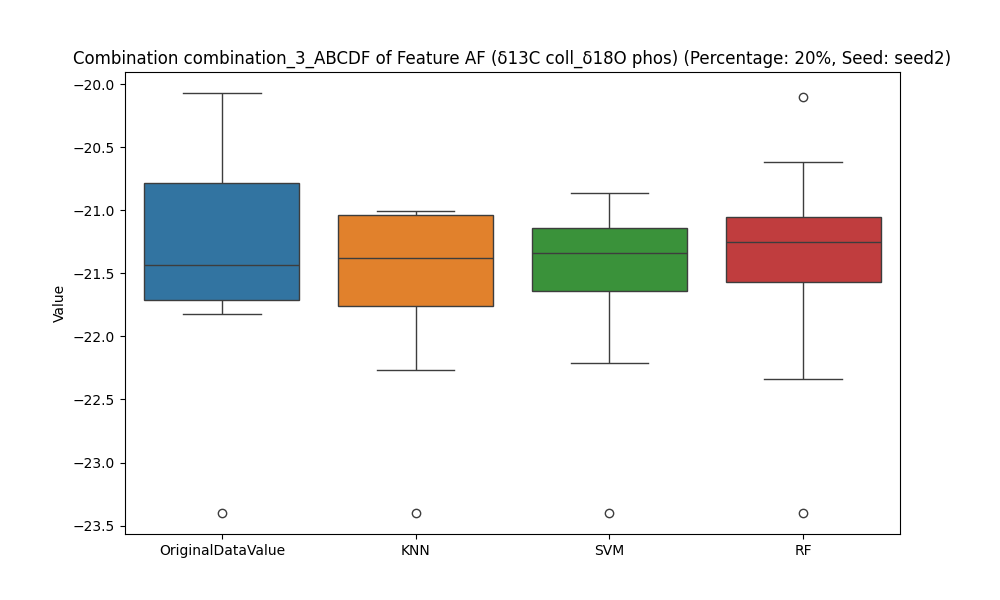 Combination combination_3_ABCDF of Feature AF (δ13C coll_δ18O phos) (Percentage: 20%, Seed: seed2)
−20.0
−20.5
−21.0
−21.5
−22.0
−22.5
−23.0
−23.5
Value
OriginalDataValue
KNN
SVM
RF